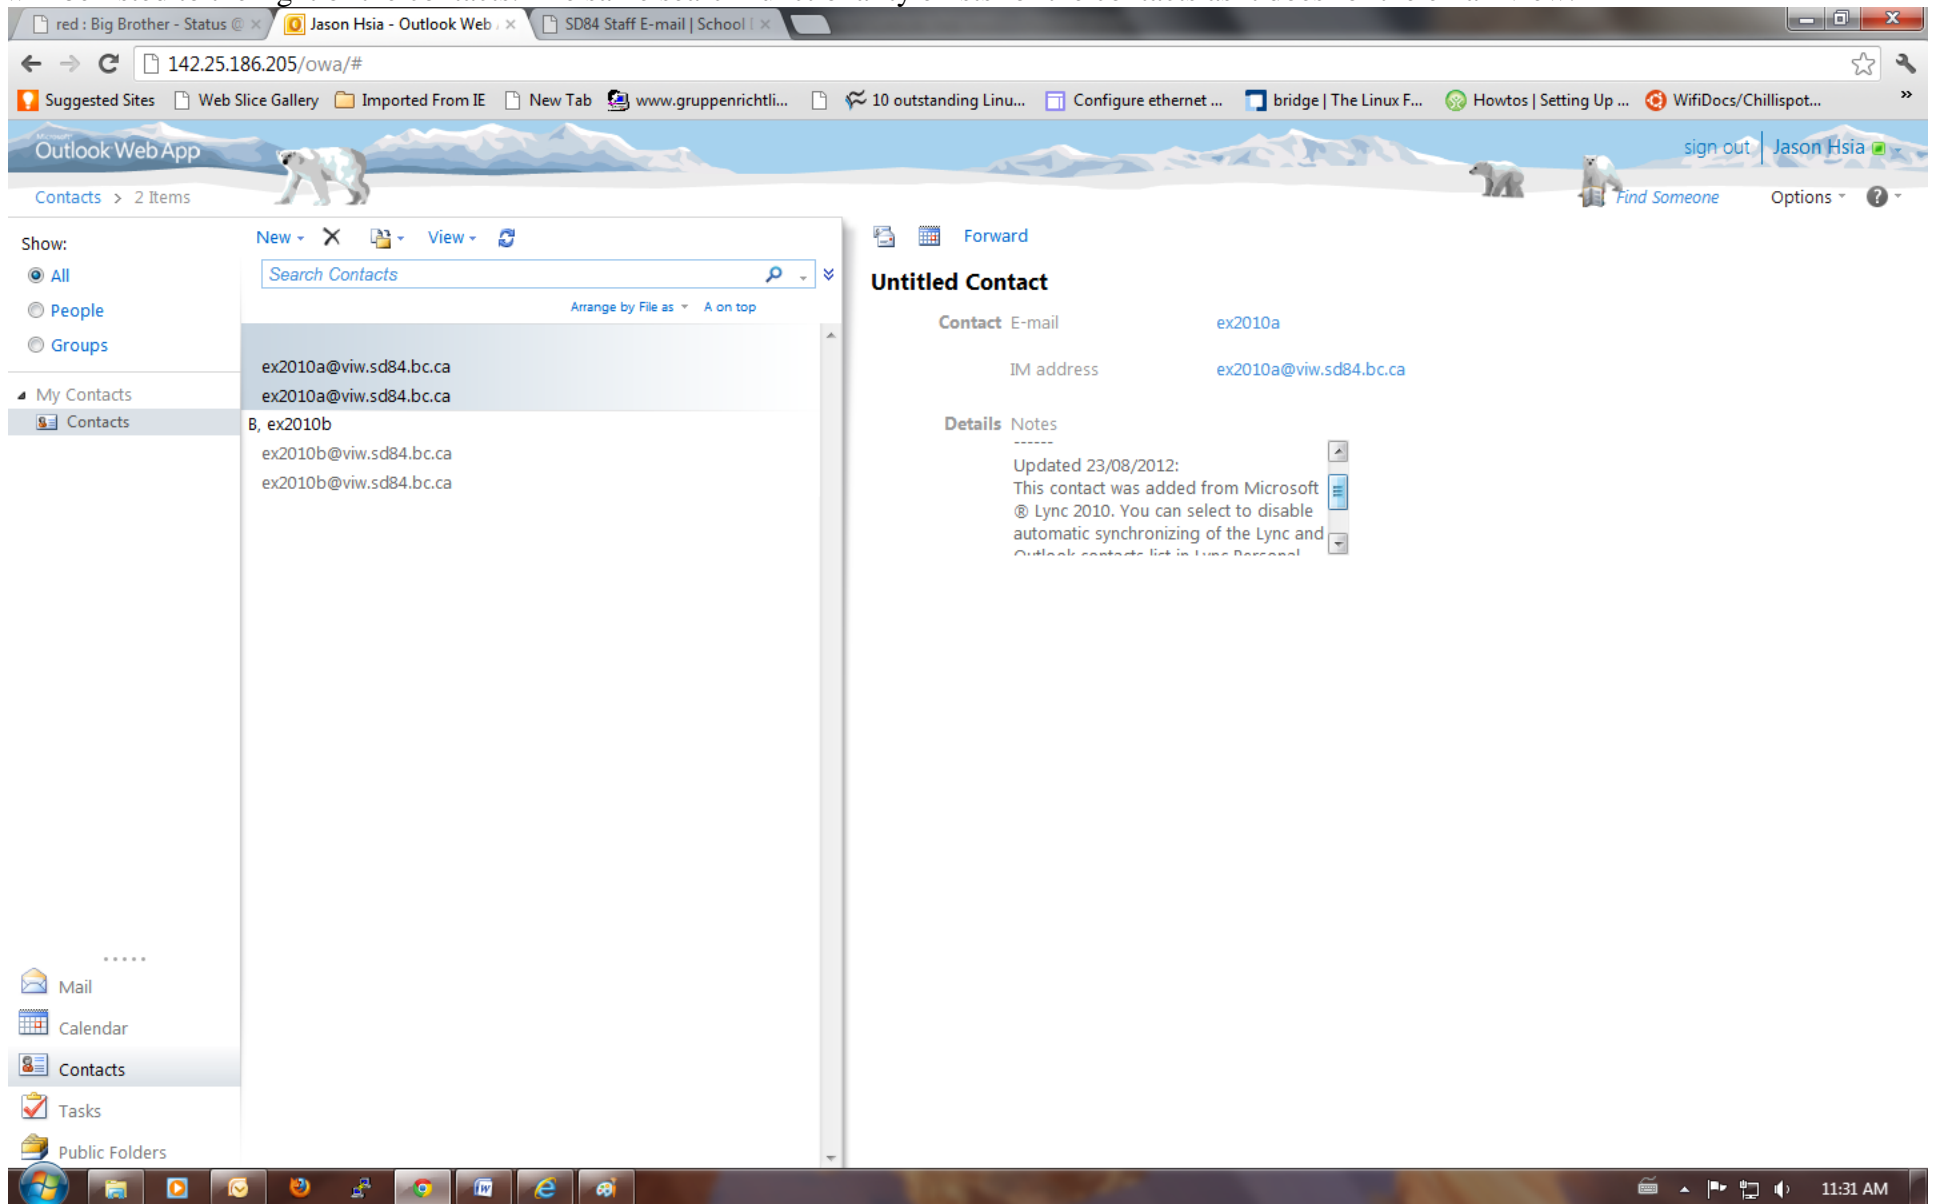 red : Big Brother - Status @
Jason Hsia - Outlook Web
SD84 Staff E-mail | School
142.25.186.205/owa/#
Suggested Sites Web Slice Gallery Imported From IE New Tab www.gruppenrichtli... 10 outstanding Linu... Configure ethernet ... bridge | The Linux F... Howtos | Setting Up ... WifiDocs/Chillispot... »
Microsoft
Outlook Web App
sign out Jason Hsia
Contacts > 2 Items
Find Someone Options ?
Show:
All
People
Groups
My Contacts
Contacts
New View
Search Contacts
Arrange by File as A on top
ex2010a@viw.sd84.bc.ca
ex2010a@viw.sd84.bc.ca
B, ex2010b
ex2010b@viw.sd84.bc.ca
ex2010b@viw.sd84.bc.ca
Forward
Untitled Contact
Contact E-mail ex2010a
IM address ex2010a@viw.sd84.bc.ca
Details Notes
------
Updated 23/08/2012:
This contact was added from Microsoft
® Lync 2010. You can select to disable
automatic synchronizing of the Lync and
Outlook contacts list in Lync Personal
Mail
Calendar
Contacts
Tasks
Public Folders
11:31 AM